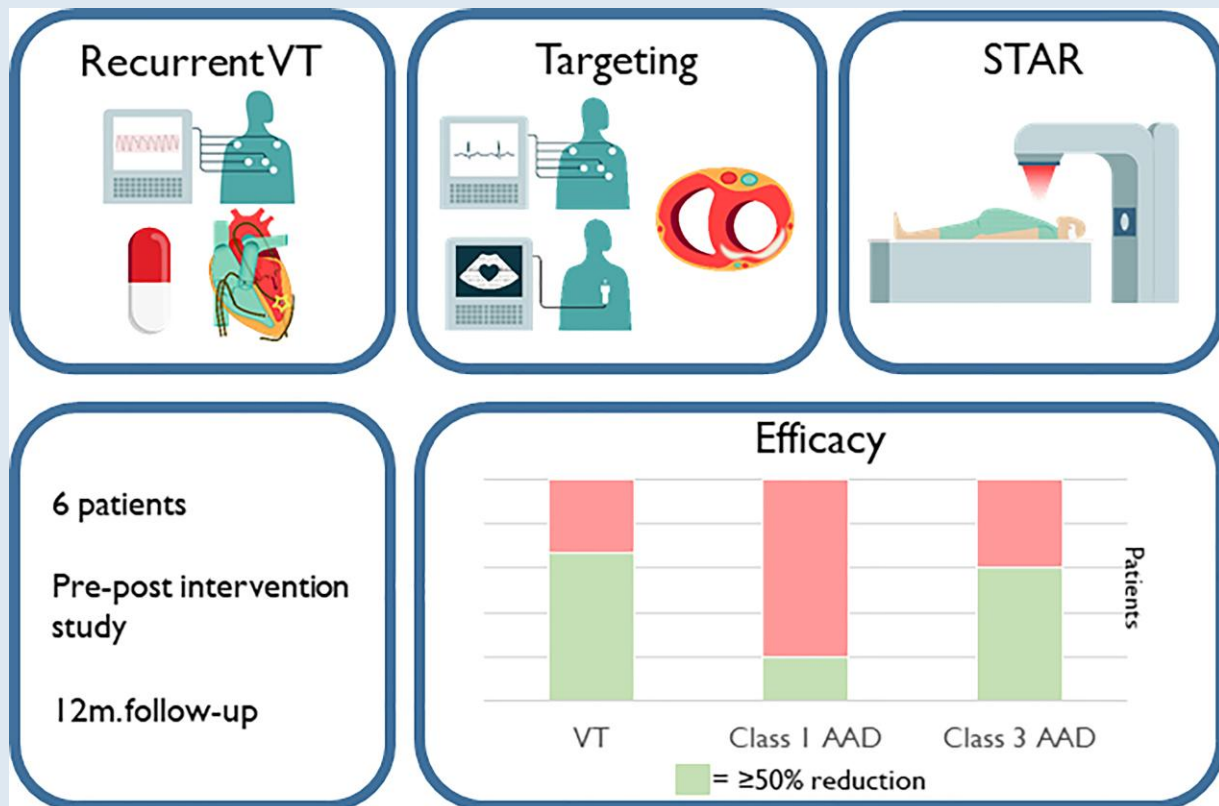 Recurrent VT
Targeting
STAR
6 patients
Pre-post intervention
study
12m.follow-up
Efficacy
Patients
VT
Class 1 AAD
Class 3 AAD
= ≥50% reduction